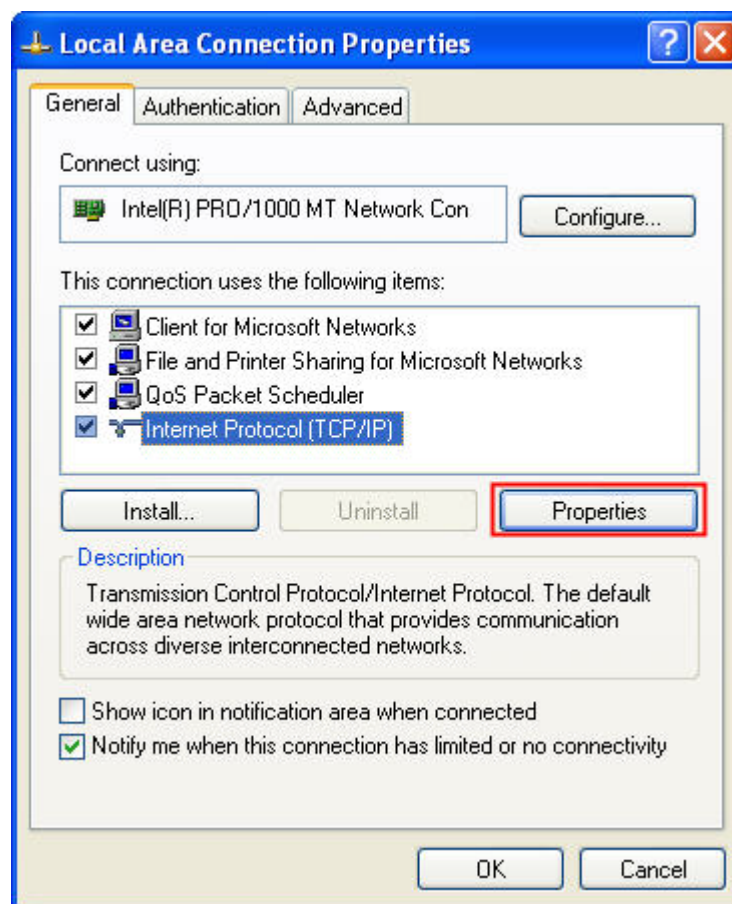 Local Area Connection Properties
General Authentication Advanced
Connect using:
Intel(R) PRO/1000 MT Network Con
Configure...
This connection uses the following items:
Client for Microsoft Networks
File and Printer Sharing for Microsoft Networks
QoS Packet Scheduler
Internet Protocol (TCP/IP)
Install... Uninstall Properties
Description
Transmission Control Protocol/Internet Protocol. The default
wide area network protocol that provides communication
across diverse interconnected networks.
Show icon in notification area when connected
Notify me when this connection has limited or no connectivity
OK Cancel